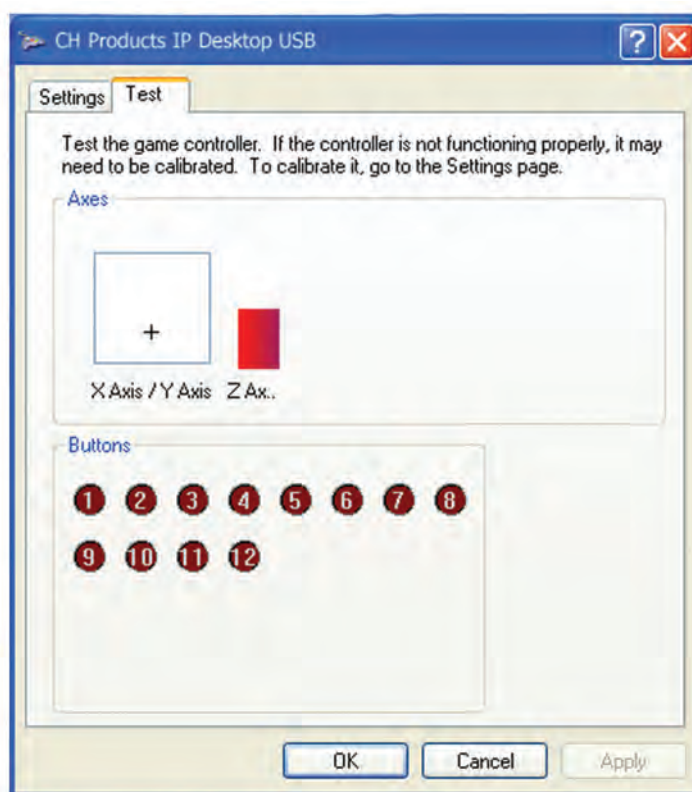 CH Products IP Desktop USB
Settings Test
Test the game controller. If the controller is not functioning properly, it may
need to be calibrated. To calibrate it, go to the Settings page.
Axes
X Axis / Y Axis Z Ax..
Buttons
1 2 3 4 5 6 7 8
9 10 11 12
OK Cancel Apply